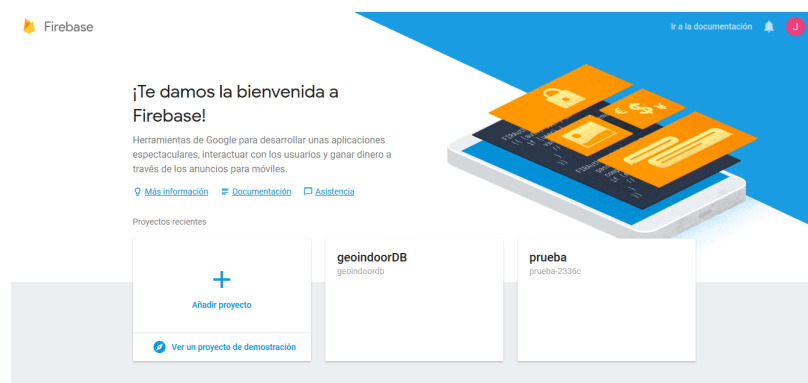 Firebase
Ir a la documentación
J
¡Te damos la bienvenida a
Firebase!
Herramientas de Google para desarrollar unas aplicaciones
espectaculares, interactuar con los usuarios y ganar dinero a
través de los anuncios para móviles.
Más información
Documentación
Asistencia
Proyectos recientes
Añadir proyecto
Ver un proyecto de demostración
geoindoorDB
geoindoordb
prueba
prueba-2336c